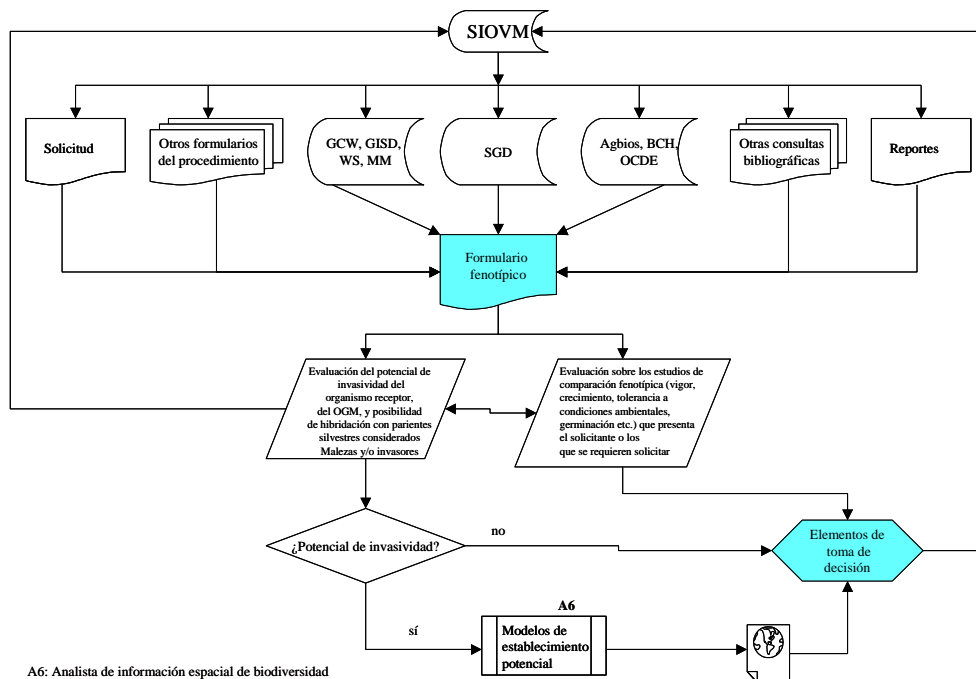 SIOVM
Solicitud
Otros formularios
del procedimiento
GCW, GISD,
WS, MM
SGD
Agbios, BCH,
OCDE
Otras consultas
bibliográficas
Reportes
Formulario
fenotípico
Evaluación del potencial de
invasividad del
organismo receptor,
del OGM, y posibilidad
de hibridación con parientes
silvestres considerados
Malezas y/o invasores
Evaluación sobre los estudios de
comparación fenotípica (vigor,
crecimiento, tolerancia a
condiciones ambientales,
germinación etc.) que presenta
el solicitante o los
que se requieren solicitar
¿Potencial de invasividad?
no
Elementos de
toma de
decisión
sí
A6
Modelos de
establecimiento
potencial
A6: Analista de información espacial de biodiversidad